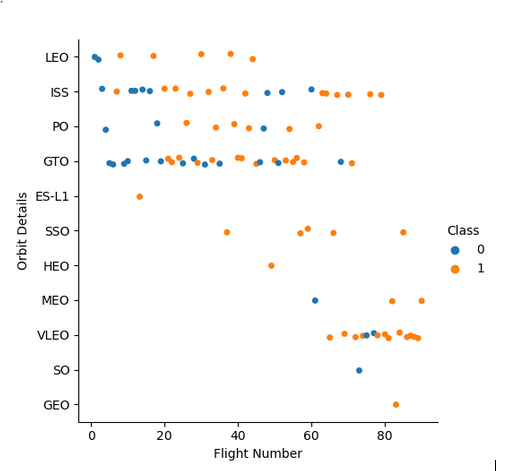 LEO
ISS
PO
GTO
ES-L1
SSO
HEO
MEO
VLEO
SO
GEO
Orbit Details
0 20 40 60 80
Flight Number
Class
0
1